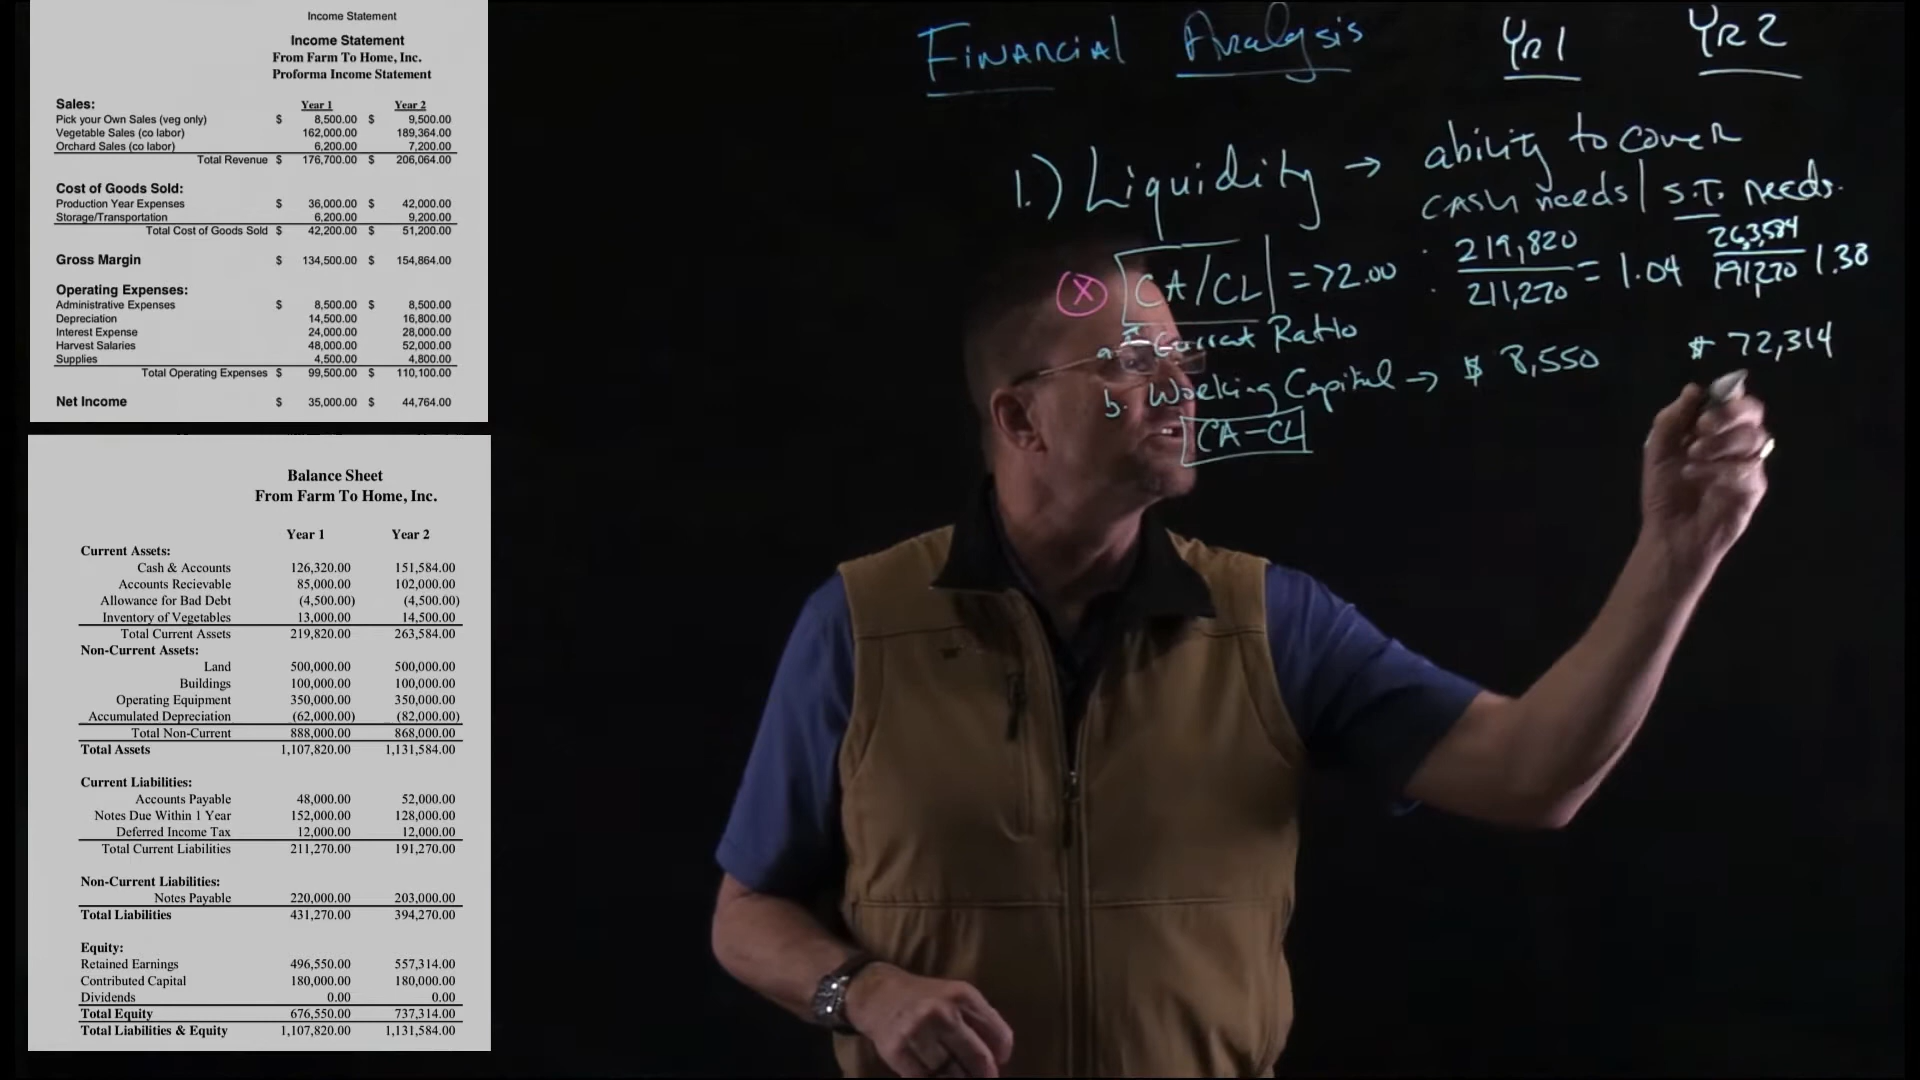 Income Statement
Income Statement
From Farm To Home, Inc.
Proforma Income Statement
Sales: Year 1 Year 2
Pick your Own Sales (veg only) $ 8,500.00 $ 9,500.00
Vegetable Sales (co labor) 162,000.00 189,364.00
Orchard Sales (co labor) 6,200.00 7,200.00
Total Revenue $ 176,700.00 $ 206,064.00
Cost of Goods Sold:
Production Year Expenses $ 36,000.00 $ 42,000.00
Storage/Transportation 6,200.00 9,200.00
Total Cost of Goods Sold $ 42,200.00 $ 51,200.00
Gross Margin $ 134,500.00 $ 154,864.00
Operating Expenses:
Administrative Expenses $ 8,500.00 $ 8,500.00
Depreciation 14,500.00 16,800.00
Interest Expense 24,000.00 28,000.00
Harvest Salaries 48,000.00 52,000.00
Supplies 4,500.00 4,800.00
Total Operating Expenses $ 99,500.00 $ 110,100.00
Net Income $ 35,000.00 $ 44,764.00
Balance Sheet
From Farm To Home, Inc.
Year 1 Year 2
Current Assets:
Cash & Accounts 126,320.00 151,584.00
Accounts Recievable 85,000.00 102,000.00
Allowance for Bad Debt (4,500.00) (4,500.00)
Inventory of Vegetables 13,000.00 14,500.00
Total Current Assets 219,820.00 263,584.00
Non-Current Assets:
Land 500,000.00 500,000.00
Buildings 100,000.00 100,000.00
Operating Equipment 350,000.00 350,000.00
Accumulated Depreciation (62,000.00) (82,000.00)
Total Non-Current 888,000.00 868,000.00
Total Assets 1,107,820.00 1,131,584.00
Current Liabilities:
Accounts Payable 48,000.00 52,000.00
Notes Due Within 1 Year 152,000.00 128,000.00
Deferred Income Tax 12,000.00 12,000.00
Total Current Liabilities 211,270.00 191,270.00
Non-Current Liabilities:
Notes Payable 220,000.00 203,000.00
Total Liabilities 431,270.00 394,270.00
Equity:
Retained Earnings 496,550.00 557,314.00
Contributed Capital 180,000.00 180,000.00
Dividends 0.00 0.00
Total Equity 676,550.00 737,314.00
Total Liabilities & Equity 1,107,820.00 1,131,584.00
Financial Analysis Yr1 Yr2
1.) Liquidity → ability to cover
cash needs / S.T. needs.
X CA/CL = >2.00 : 219,820 / 211,270 = 1.04 263,584 / 191,270 1.38
a. Current Ratio
b. Working Capital → $ 8,550 $ 72,314
CA - CL